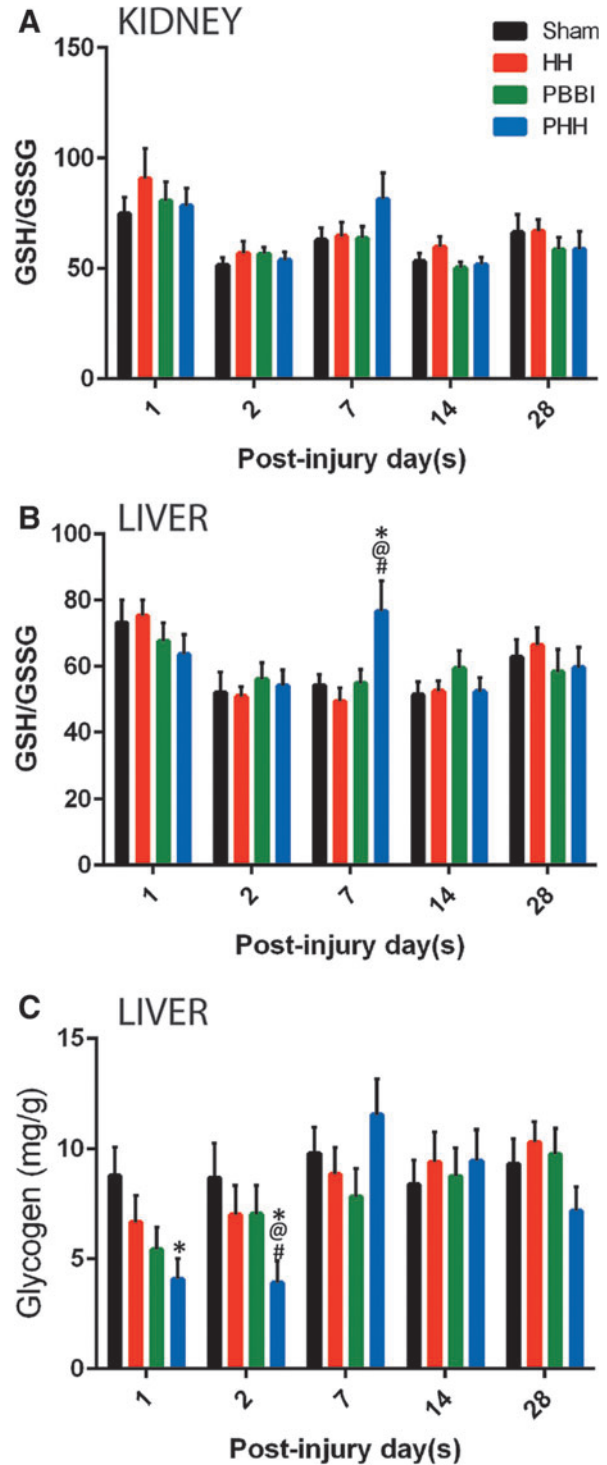 A KIDNEY
Sham
HH
PBBI
PHH
GSH/GSSG
150
100
50
0
1 2 7 14 28
Post-injury day(s)
B LIVER
GSH/GSSG
100
80
60
40
20
0
*
@
#
1 2 7 14 28
Post-injury day(s)
C LIVER
Glycogen (mg/g)
15
10
5
0
*
*
@
#
1 2 7 14 28
Post-injury day(s)